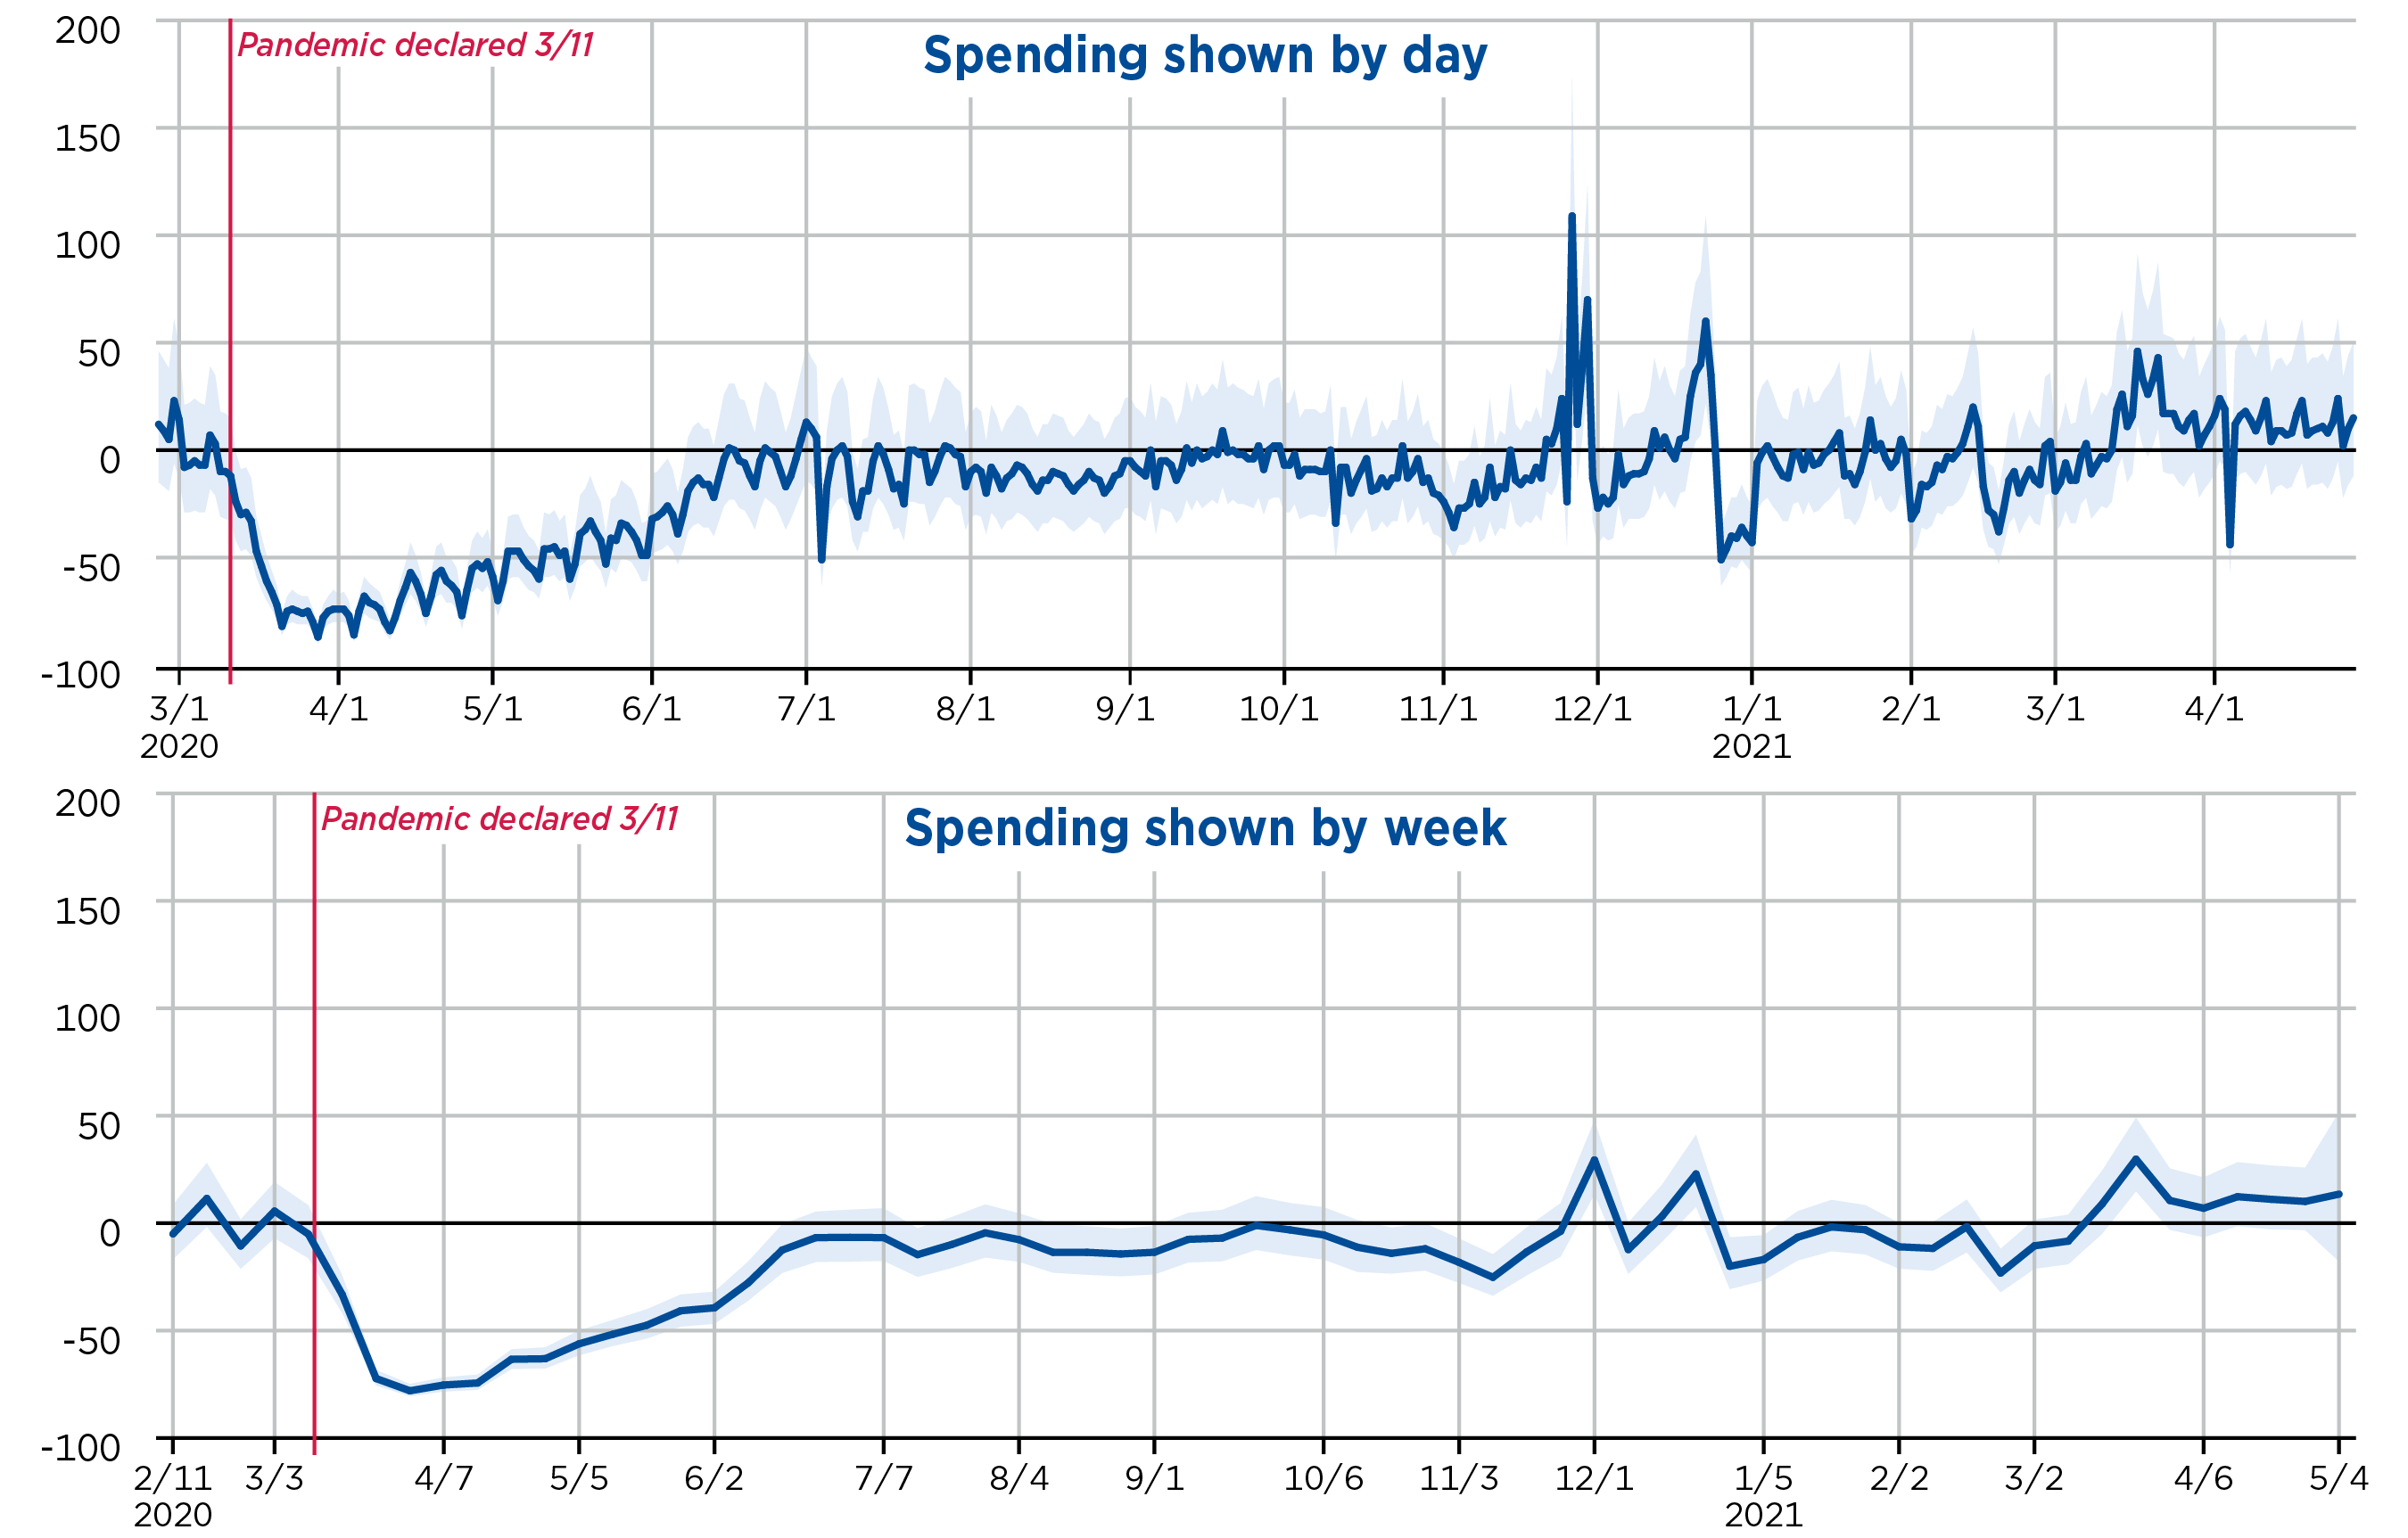 200
Pandemic declared 3/11
Spending shown by day
150
100
50
0
-50
-100
3/1 4/1 5/1 6/1 7/1 8/1 9/1 10/1 11/1 12/1 1/1 2/1 3/1 4/1
2020 2021
200
Pandemic declared 3/11
Spending shown by week
150
100
50
0
-50
-100
2/11 3/3 4/7 5/5 6/2 7/7 8/4 9/1 10/6 11/3 12/1 1/5 2/2 3/2 4/6 5/4
2020 2021